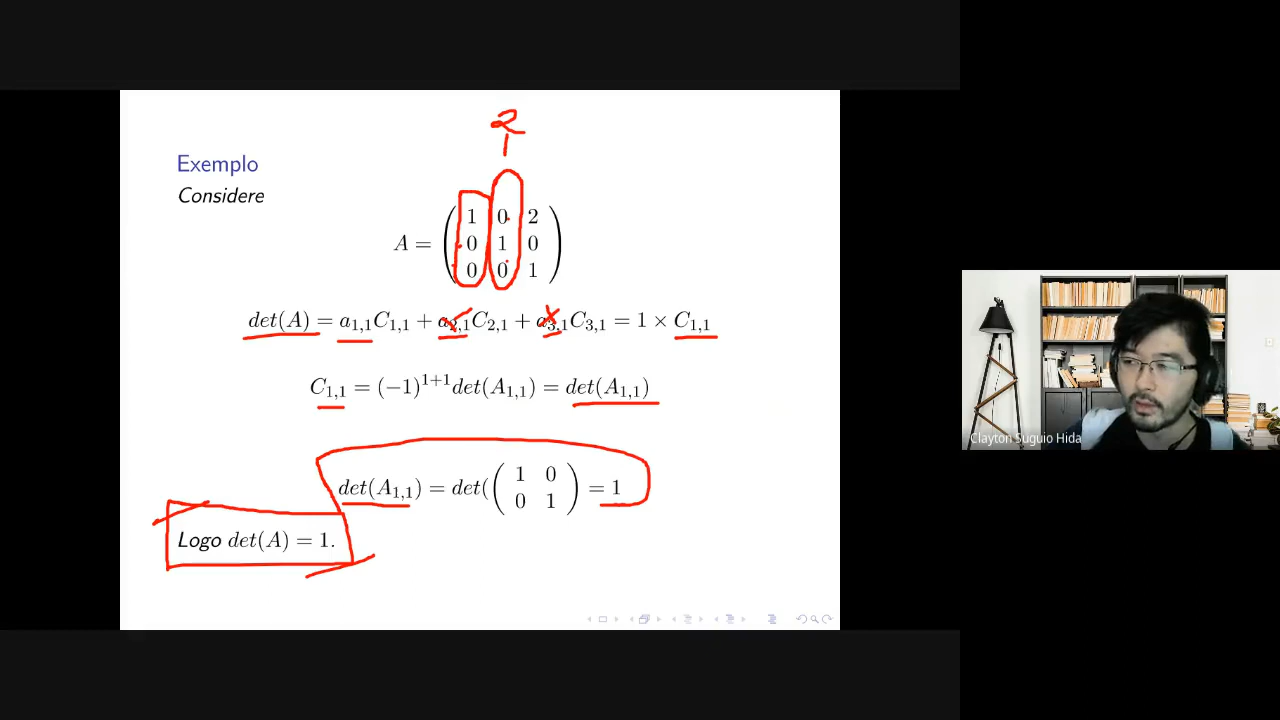 2
Exemplo
Considere
A = ( 1 0 2
0 1 0
0 0 1 )
det(A) = a₁,₁C₁,₁ + a₂,₁C₂,₁ + a₃,₁C₃,₁ = 1 × C₁,₁
C₁,₁ = (−1)¹⁺¹det(A₁,₁) = det(A₁,₁)
det(A₁,₁) = det( ( 1 0
0 1 ) = 1
Logo det(A) = 1.
Clayton Suguio Hida